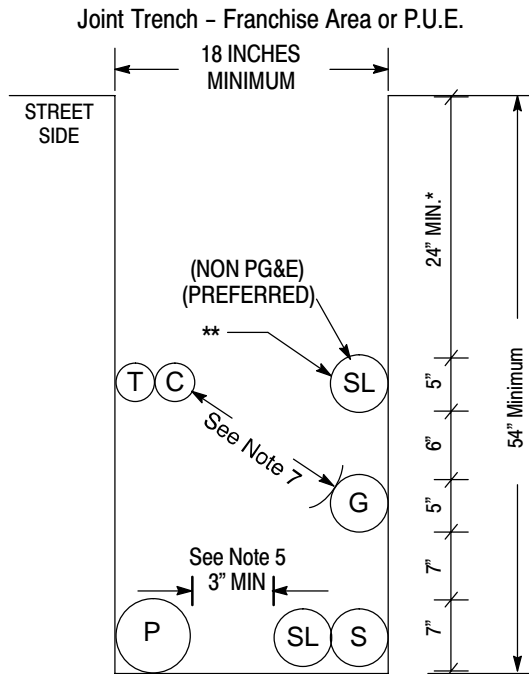 Joint Trench – Franchise Area or P.U.E.
18 INCHES
MINIMUM
STREET
SIDE
24" MIN.*
(NON PG&E)
(PREFERRED)
**
T
C
SL
5"
54" Minimum
6"
See Note 7
G
5"
7"
See Note 5
3" MIN
P
SL
S
7"